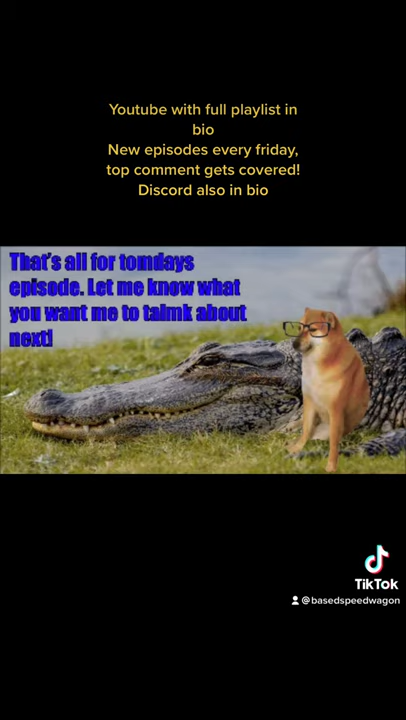 Youtube with full playlist in
bio
New episodes every friday,
top comment gets covered!
Discord also in bio
That's all for tomdays
episode. Let me know what
you want me to talmk about
next!
TikTok
@basedspeedwagon